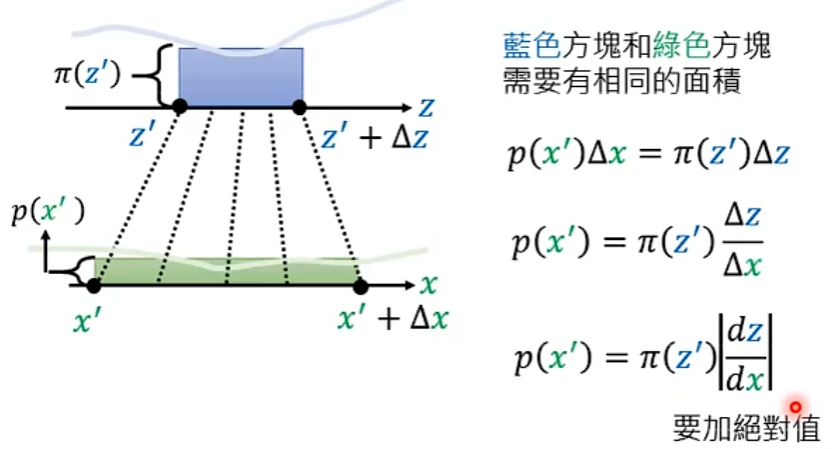 π(z′)
z
z′
z′ + Δz
p(x′)
x
x′
x′ + Δx
藍色方塊和綠色方塊
需要有相同的面積
p(x′)Δx = π(z′)Δz
p(x′) = π(z′) Δz/Δx
p(x′) = π(z′)|dz/dx|
要加絕對值